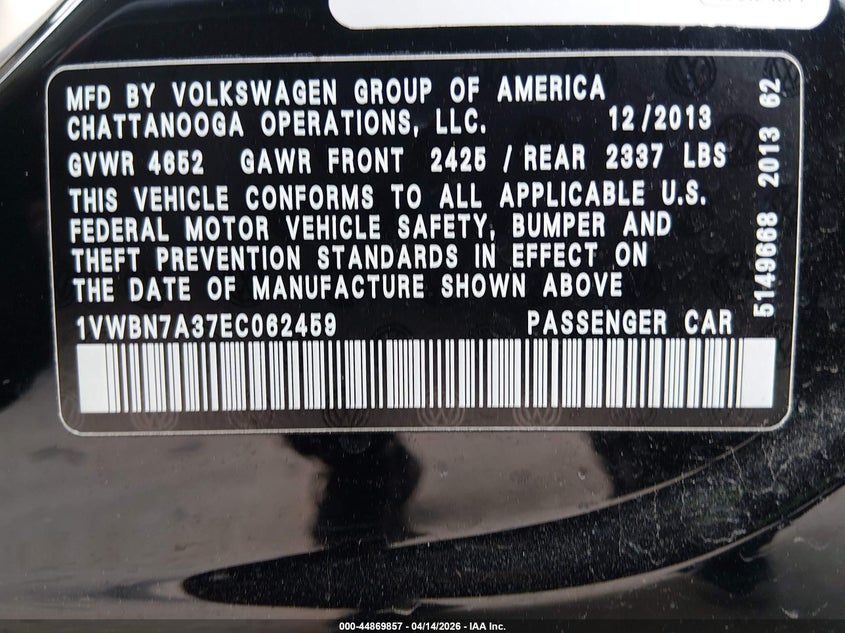 MFD BY VOLKSWAGEN GROUP OF AMERICA
CHATTANOOGA OPERATIONS, LLC. 12/2013
GVWR 4652 GAWR FRONT 2425 / REAR 2337 LBS
THIS VEHICLE CONFORMS TO ALL APPLICABLE U.S.
FEDERAL MOTOR VEHICLE SAFETY, BUMPER AND
THEFT PREVENTION STANDARDS IN EFFECT ON
THE DATE OF MANUFACTURE SHOWN ABOVE
1VWBN7A37EC062459 PASSENGER CAR
5149668 2013 62
000-44869857 - 04/14/2026 - IAA Inc.